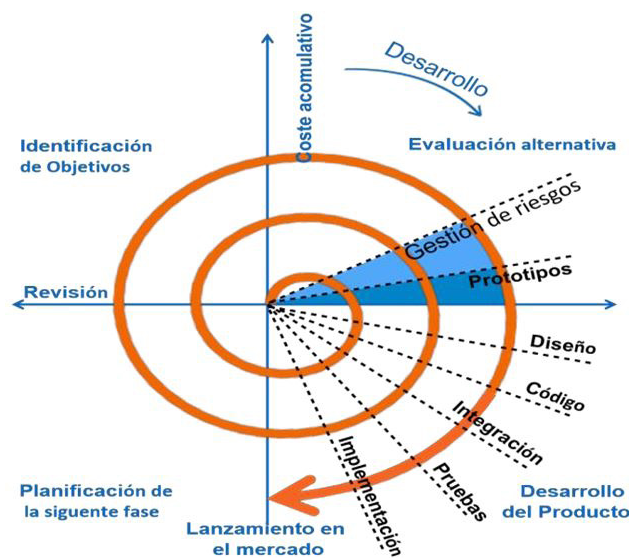 Coste acomulativo
Desarrollo
Identificación
de Objetivos
Evaluación alternativa
Gestión de riesgos
Prototipos
Revisión
Diseño
Código
Integración
Pruebas
Implementación
Planificación de
la siguente fase
Lanzamiento en
el mercado
Desarrollo
del Producto